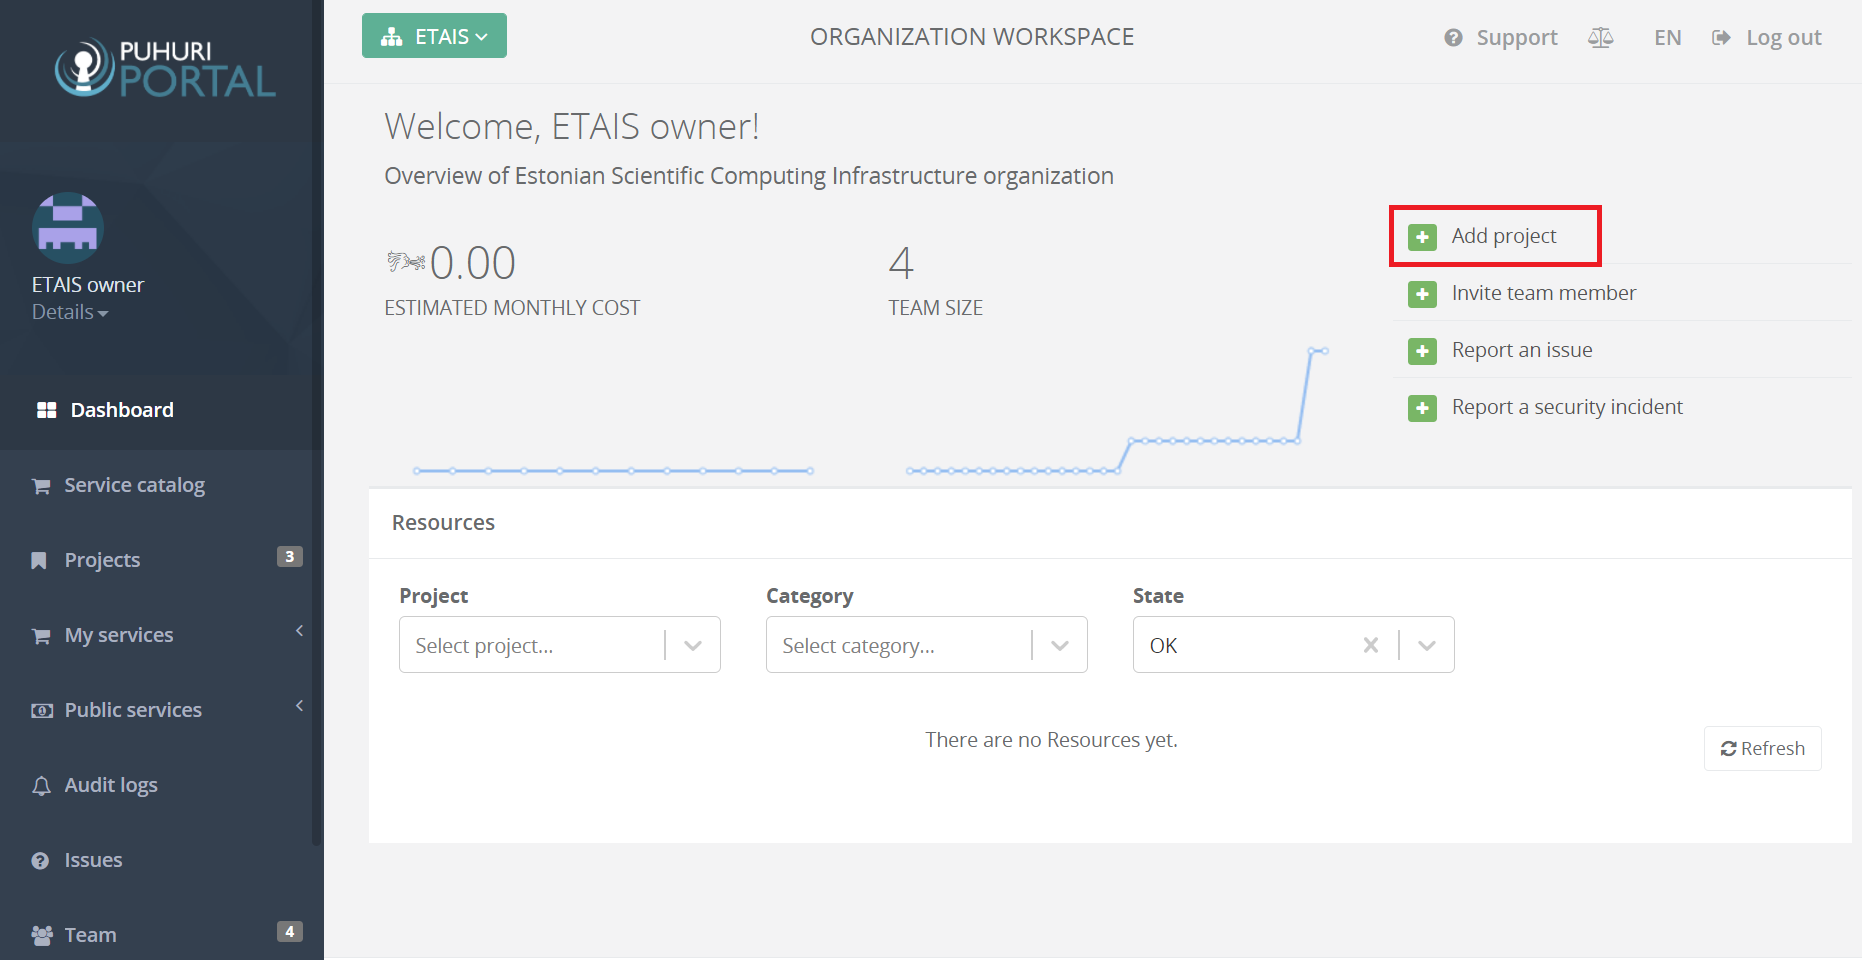 PUHURI
PORTAL
ETAIS
ORGANIZATION WORKSPACE
Support
EN
Log out
ETAIS owner
Details
Dashboard
Service catalog
Projects 3
My services
Public services
Audit logs
Issues
Team 4
Welcome, ETAIS owner!
Overview of Estonian Scientific Computing Infrastructure organization
0.00
ESTIMATED MONTHLY COST
4
TEAM SIZE
Add project
Invite team member
Report an issue
Report a security incident
Resources
Project
Select project...
Category
Select category...
State
OK
There are no Resources yet.
Refresh